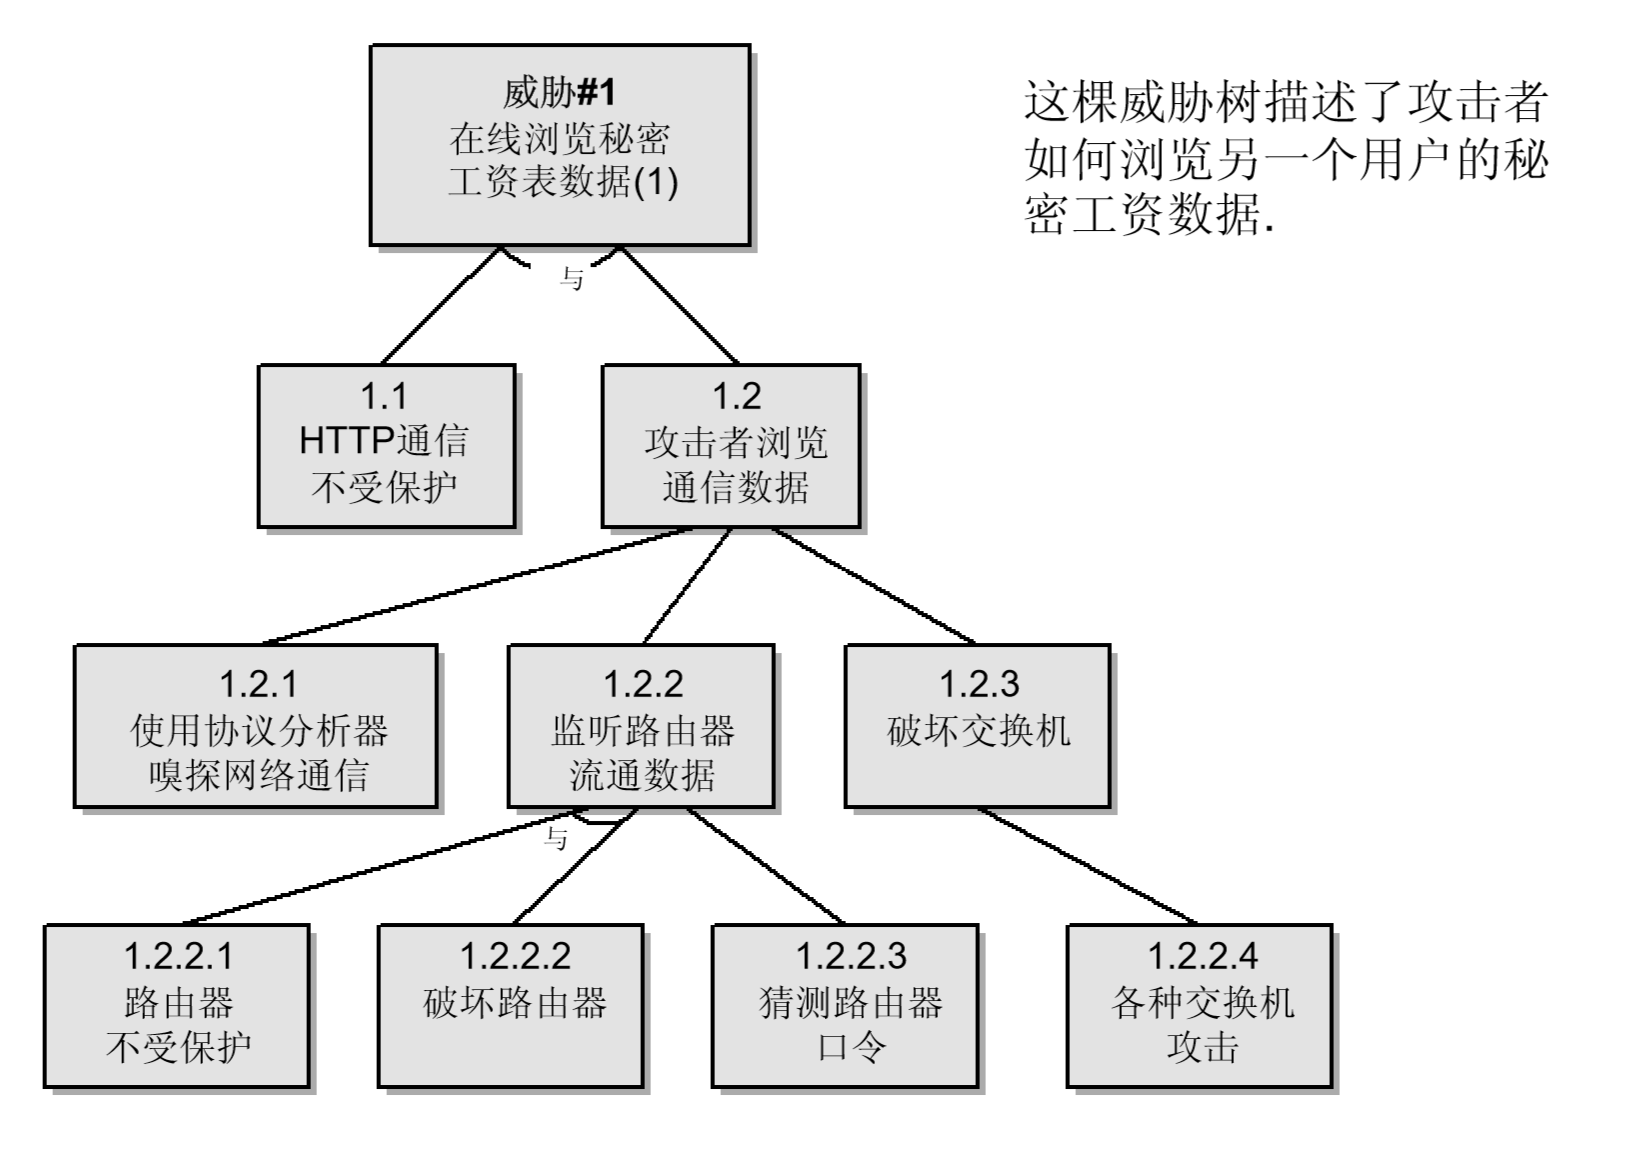 威胁#1
在线浏览秘密
工资表数据(1)
这棵威胁树描述了攻击者
如何浏览另一个用户的秘
密工资数据.
与
1.1
HTTP通信
不受保护
1.2
攻击者浏览
通信数据
1.2.1
使用协议分析器
嗅探网络通信
1.2.2
监听路由器
流通数据
1.2.3
破坏交换机
与
1.2.2.1
路由器
不受保护
1.2.2.2
破坏路由器
1.2.2.3
猜测路由器
口令
1.2.2.4
各种交换机
攻击